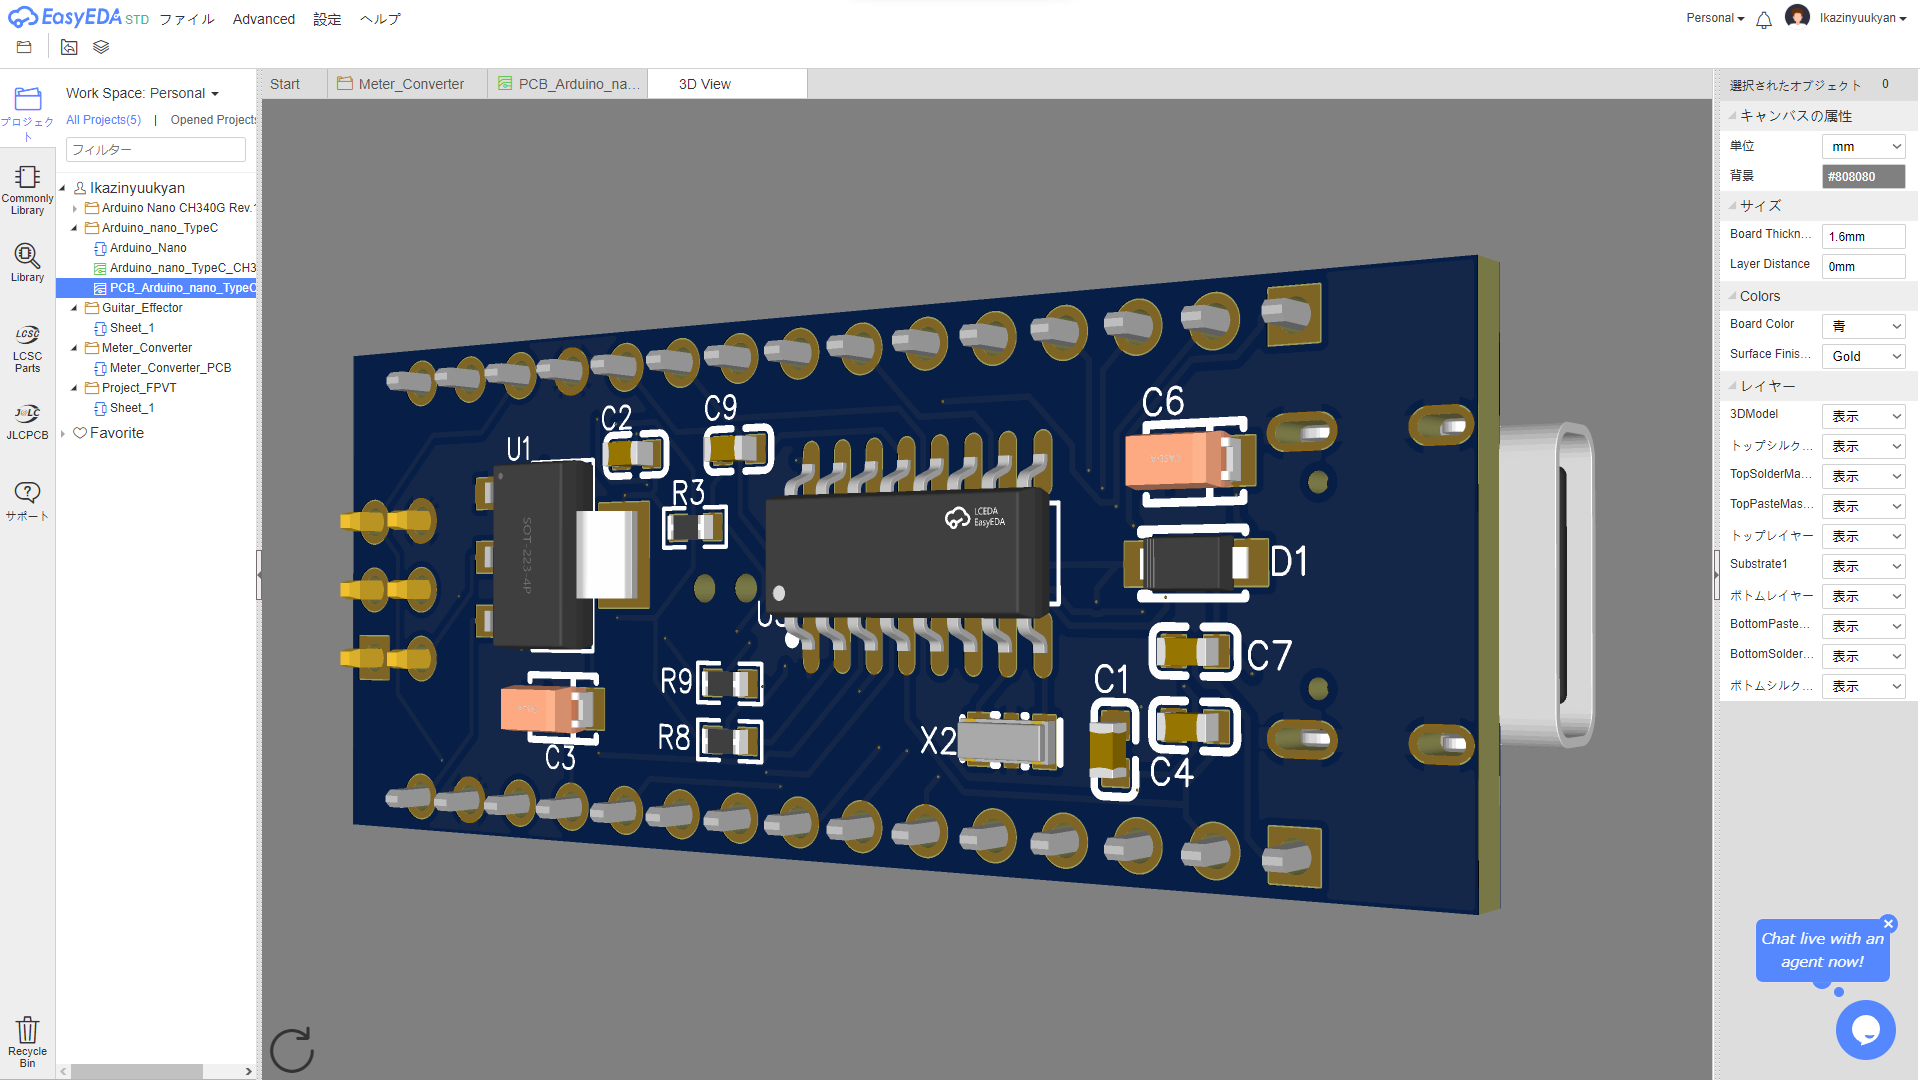 EasyEDA STD ファイル Advanced 設定 ヘルプ
Personal Ikazinyuukyan
Start Meter_Converter PCB_Arduino_na... 3D View
プロジェクト
Commonly Library
Library
LCSC
LCSC Parts
J@LC
JLCPCB
サポート
Recycle Bin
Work Space: Personal
All Projects(5) | Opened Projects
フィルター
Ikazinyuukyan
Arduino Nano CH340G Rev.
Arduino_nano_TypeC
Arduino_Nano
Arduino_nano_TypeC_CH3
PCB_Arduino_nano_TypeC
Guitar_Effector
Sheet_1
Meter_Converter
Meter_Converter_PCB
Project_FPVT
Sheet_1
Favorite
C2
C9
C6
U1
R3
SOT-223-4P
LCEDA
EasyEDA
D1
R9
C7
C1
R8
X2
C3
C4
選択されたオブジェクト 0
キャンバスの属性
単位 mm
背景 #808080
サイズ
Board Thickn... 1.6mm
Layer Distance 0mm
Colors
Board Color 青
Surface Finis... Gold
レイヤー
3DModel 表示
トップシルク... 表示
TopSolderMa... 表示
TopPasteMas... 表示
トップレイヤー 表示
Substrate1 表示
ボトムレイヤー 表示
BottomPaste... 表示
BottomSolder... 表示
ボトムシルク... 表示
Chat live with an
agent now!